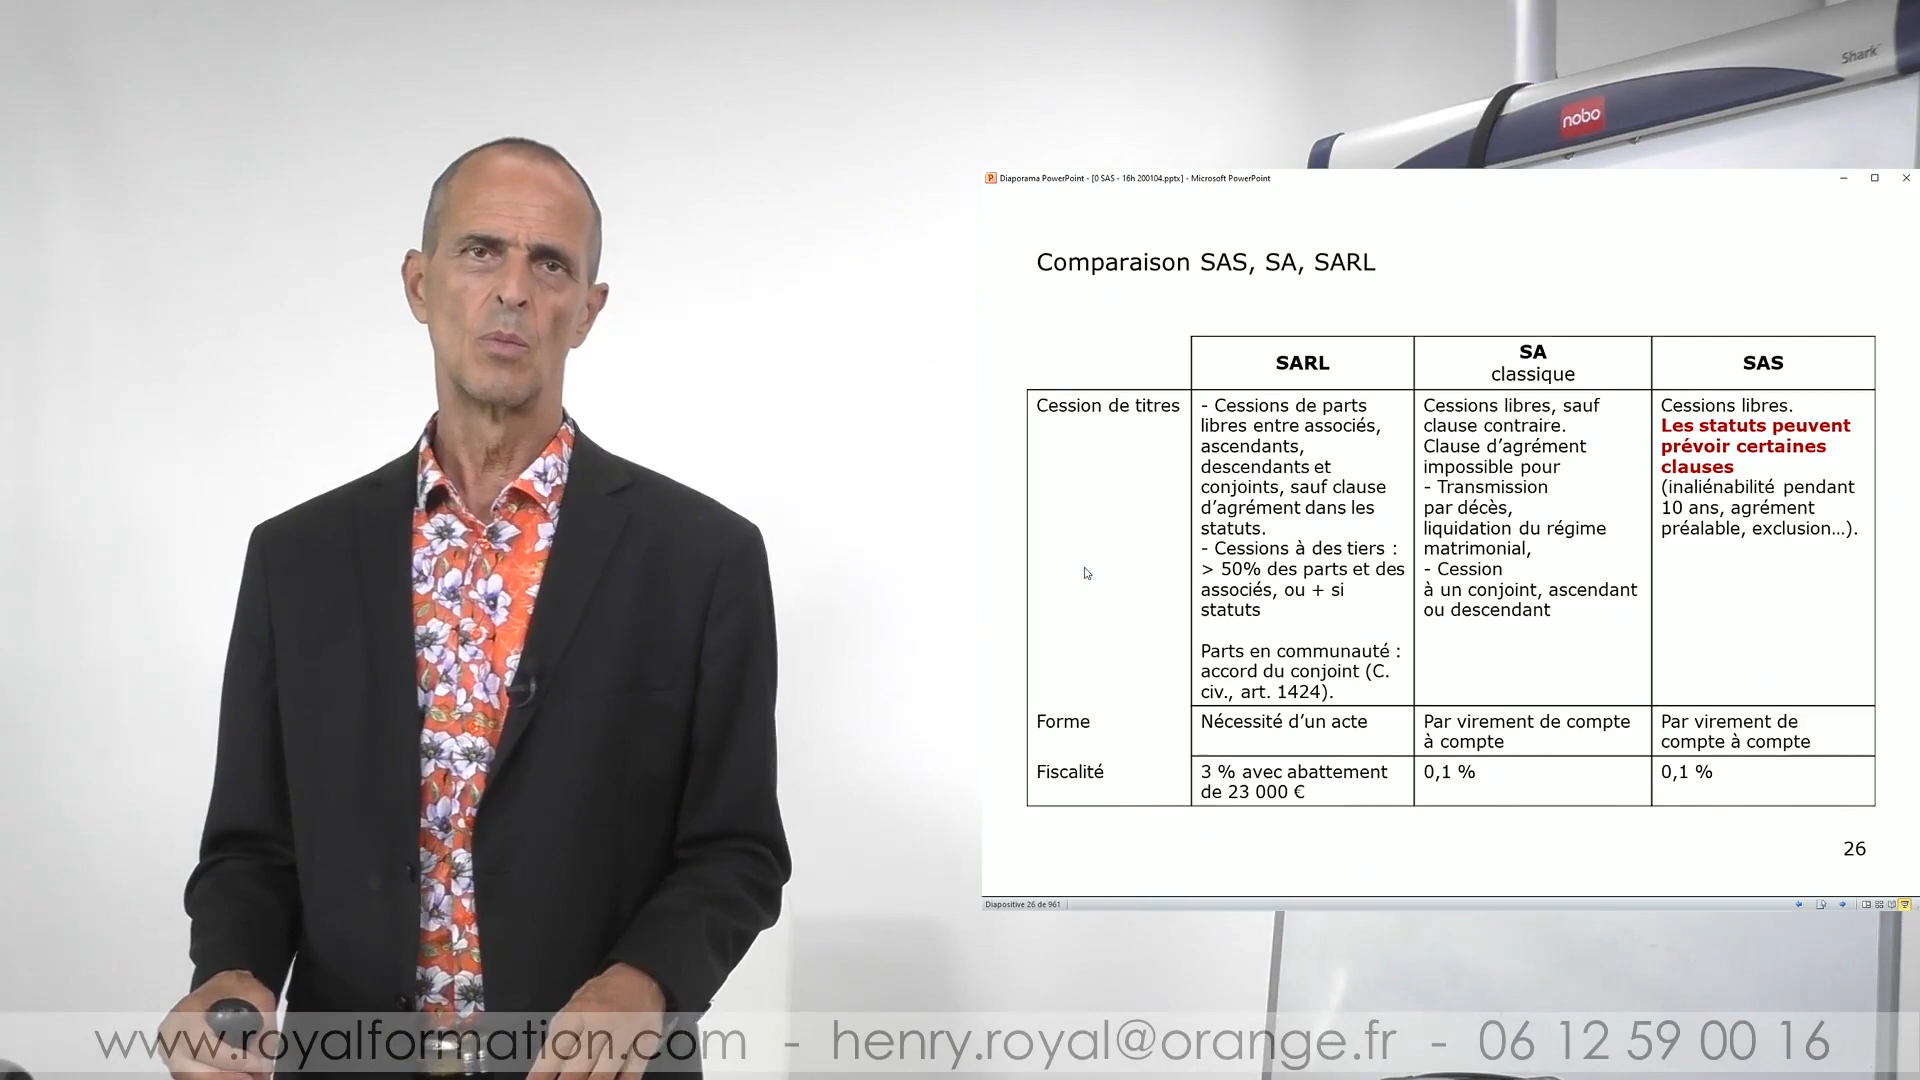 Shark
nobo
Diaporama PowerPoint - [0 SAS - 16h 200104.pptx] - Microsoft PowerPoint
Comparaison SAS, SA, SARL
SARL
SA
classique
SAS
Cession de titres
- Cessions de parts
libres entre associés,
ascendants,
descendants et
conjoints, sauf clause
d’agrément dans les
statuts.
- Cessions à des tiers :
> 50% des parts et des
associés, ou + si
statuts
Parts en communauté :
accord du conjoint (C.
civ., art. 1424).
Cessions libres, sauf
clause contraire.
Clause d’agrément
impossible pour
- Transmission
par décès,
liquidation du régime
matrimonial,
- Cession
à un conjoint, ascendant
ou descendant
Cessions libres.
Les statuts peuvent
prévoir certaines
clauses
(inaliénabilité pendant
10 ans, agrément
préalable, exclusion…).
Forme
Nécessité d’un acte
Par virement de compte
à compte
Par virement de
compte à compte
Fiscalité
3 % avec abattement
de 23 000 €
0,1 %
0,1 %
26
Diapositive 26 de 961
www.royalformation.com - henry.royal@orange.fr - 06 12 59 00 16